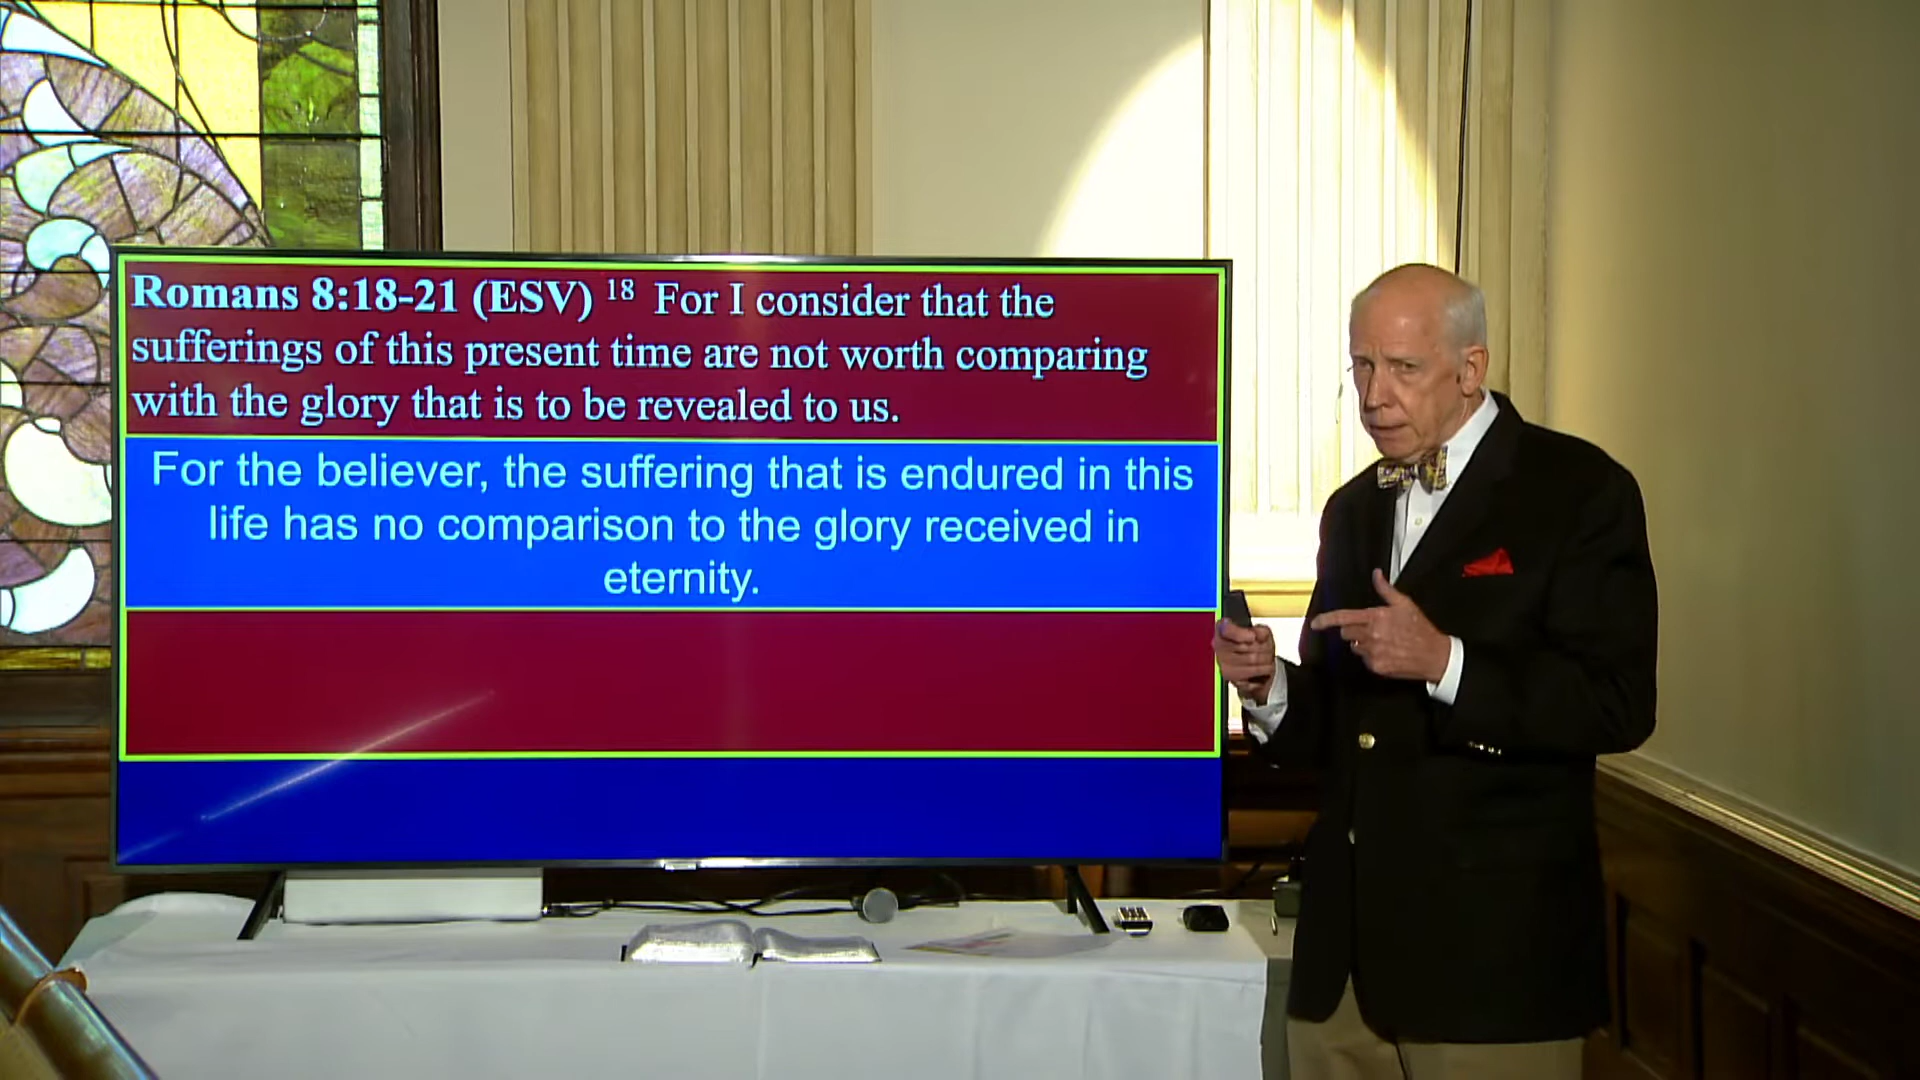 Romans 8:18-21 (ESV) 18 For I consider that the
sufferings of this present time are not worth comparing
with the glory that is to be revealed to us.
For the believer, the suffering that is endured in this
life has no comparison to the glory received in
eternity.